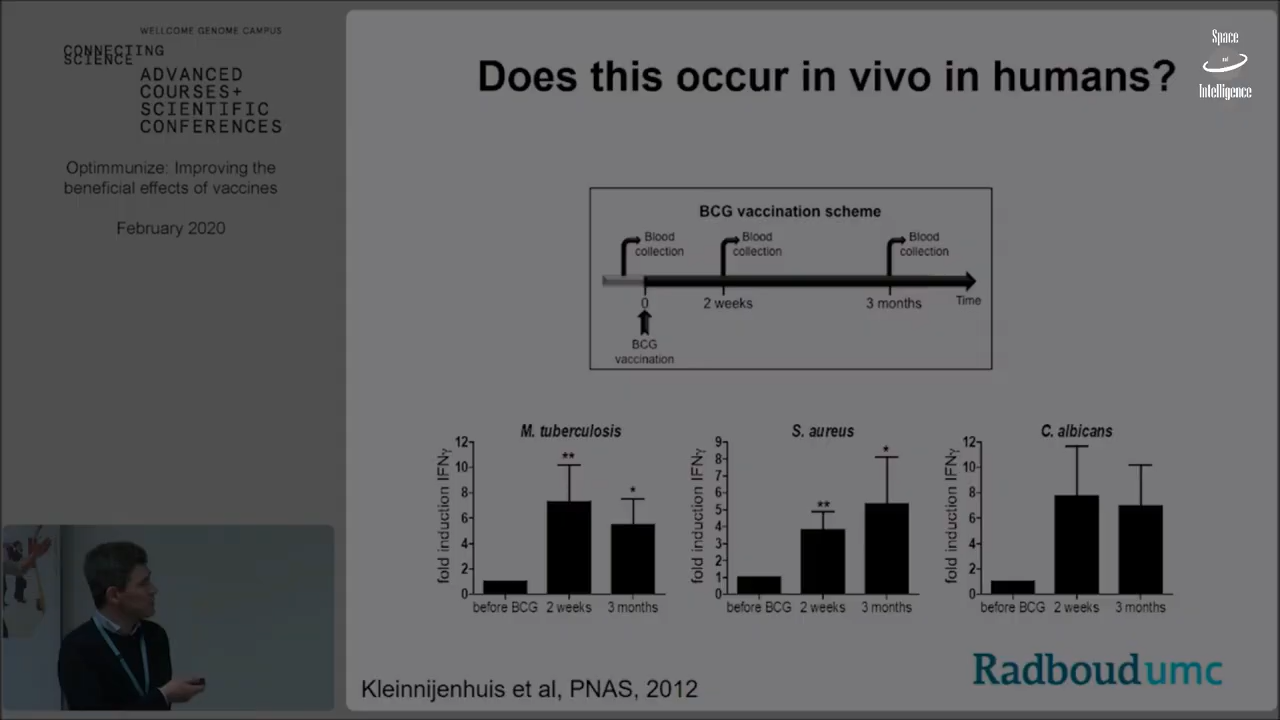 WELLCOME GENOME CAMPUS
CONNECTING
SCIENCE
ADVANCED
COURSES+
SCIENTIFIC
CONFERENCES
Optimmunize: Improving the
beneficial effects of vaccines
February 2020
Does this occur in vivo in humans?
Space
of
Intelligence
BCG vaccination scheme
Blood
collection
Blood
collection
Blood
collection
0
2 weeks
3 months
Time
BCG
vaccination
M. tuberculosis
fold induction IFNγ
12
10
8
6
4
2
0
**
*
before BCG 2 weeks 3 months
S. aureus
fold induction IFNγ
9
8
7
6
5
4
3
2
1
0
**
*
before BCG 2 weeks 3 months
C. albicans
fold induction IFNγ
12
10
8
6
4
2
0
before BCG 2 weeks 3 months
Kleinnijenhuis et al, PNAS, 2012
Radboudumc